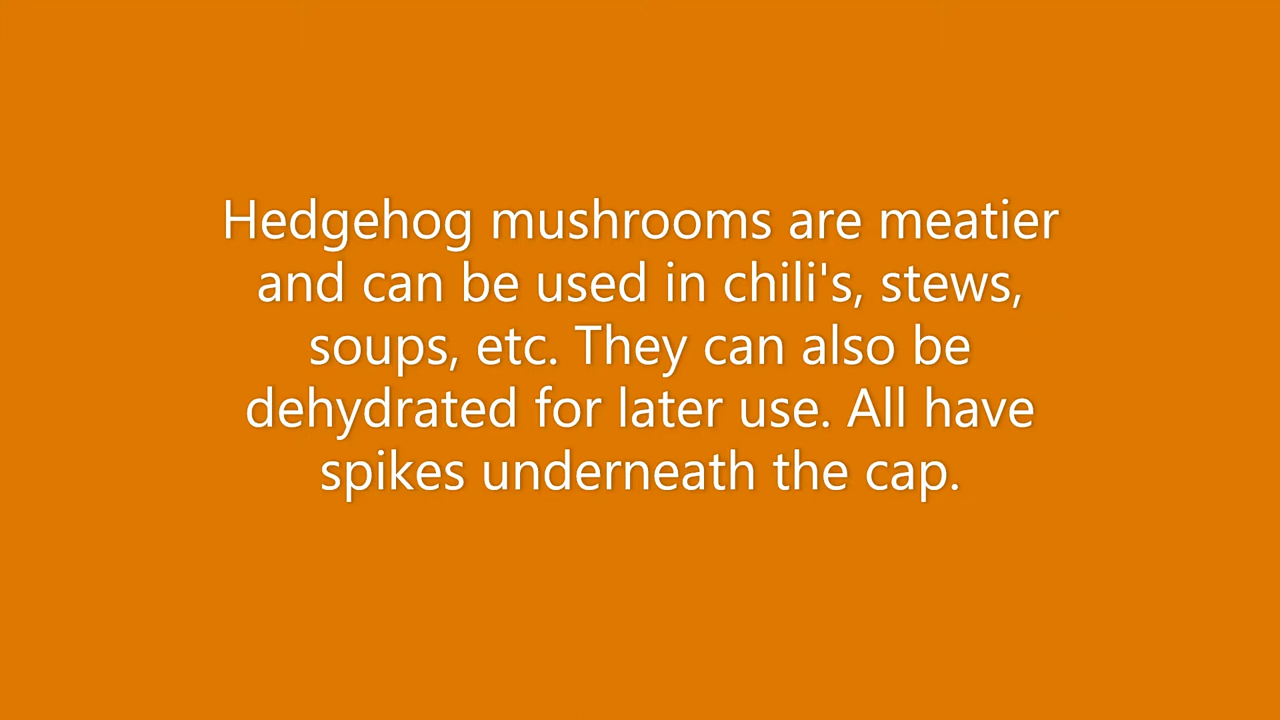 Hedgehog mushrooms are meatier
and can be used in chili's, stews,
soups, etc. They can also be
dehydrated for later use. All have
spikes underneath the cap.